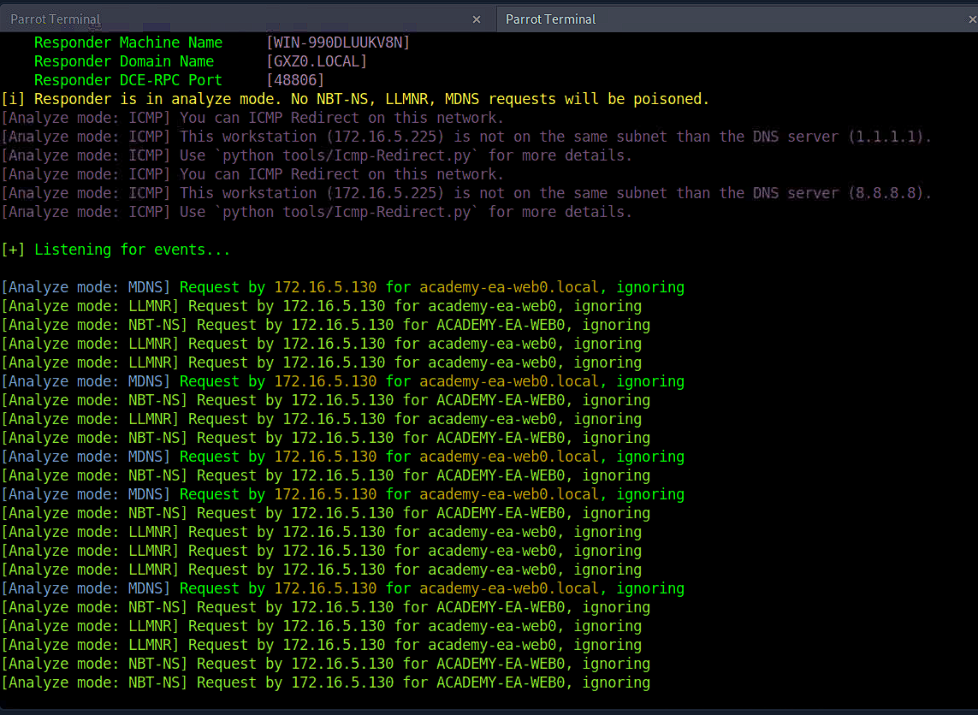 Parrot Terminal × Parrot Terminal ×
Responder Machine Name [WIN-990DLUUKV8N]
Responder Domain Name [GXZ0.LOCAL]
Responder DCE-RPC Port [48806]
[i] Responder is in analyze mode. No NBT-NS, LLMNR, MDNS requests will be poisoned.
[Analyze mode: ICMP] You can ICMP Redirect on this network.
[Analyze mode: ICMP] This workstation (172.16.5.225) is not on the same subnet than the DNS server (1.1.1.1).
[Analyze mode: ICMP] Use `python tools/Icmp-Redirect.py` for more details.
[Analyze mode: ICMP] You can ICMP Redirect on this network.
[Analyze mode: ICMP] This workstation (172.16.5.225) is not on the same subnet than the DNS server (8.8.8.8).
[Analyze mode: ICMP] Use `python tools/Icmp-Redirect.py` for more details.
[+] Listening for events...
[Analyze mode: MDNS] Request by 172.16.5.130 for academy-ea-web0.local, ignoring
[Analyze mode: LLMNR] Request by 172.16.5.130 for academy-ea-web0, ignoring
[Analyze mode: NBT-NS] Request by 172.16.5.130 for ACADEMY-EA-WEB0, ignoring
[Analyze mode: LLMNR] Request by 172.16.5.130 for academy-ea-web0, ignoring
[Analyze mode: LLMNR] Request by 172.16.5.130 for academy-ea-web0, ignoring
[Analyze mode: MDNS] Request by 172.16.5.130 for academy-ea-web0.local, ignoring
[Analyze mode: NBT-NS] Request by 172.16.5.130 for ACADEMY-EA-WEB0, ignoring
[Analyze mode: LLMNR] Request by 172.16.5.130 for academy-ea-web0, ignoring
[Analyze mode: NBT-NS] Request by 172.16.5.130 for ACADEMY-EA-WEB0, ignoring
[Analyze mode: MDNS] Request by 172.16.5.130 for academy-ea-web0.local, ignoring
[Analyze mode: NBT-NS] Request by 172.16.5.130 for ACADEMY-EA-WEB0, ignoring
[Analyze mode: MDNS] Request by 172.16.5.130 for academy-ea-web0.local, ignoring
[Analyze mode: NBT-NS] Request by 172.16.5.130 for ACADEMY-EA-WEB0, ignoring
[Analyze mode: LLMNR] Request by 172.16.5.130 for academy-ea-web0, ignoring
[Analyze mode: LLMNR] Request by 172.16.5.130 for academy-ea-web0, ignoring
[Analyze mode: LLMNR] Request by 172.16.5.130 for academy-ea-web0, ignoring
[Analyze mode: MDNS] Request by 172.16.5.130 for academy-ea-web0.local, ignoring
[Analyze mode: NBT-NS] Request by 172.16.5.130 for ACADEMY-EA-WEB0, ignoring
[Analyze mode: LLMNR] Request by 172.16.5.130 for academy-ea-web0, ignoring
[Analyze mode: LLMNR] Request by 172.16.5.130 for academy-ea-web0, ignoring
[Analyze mode: NBT-NS] Request by 172.16.5.130 for ACADEMY-EA-WEB0, ignoring
[Analyze mode: NBT-NS] Request by 172.16.5.130 for ACADEMY-EA-WEB0, ignoring